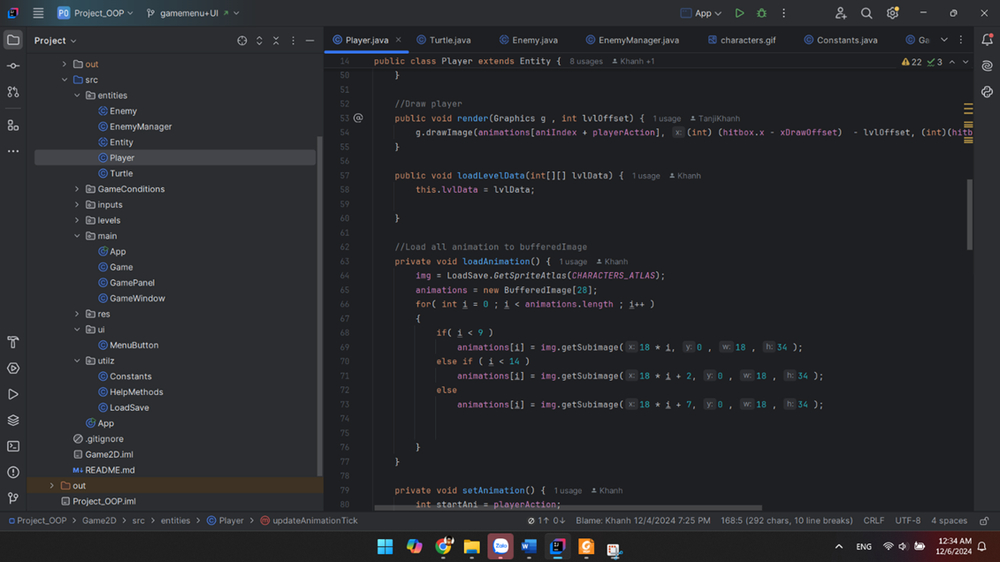 PO Project_OOP gamemenu+UI App
Project
Player.java Turtle.java Enemy.java EnemyManager.java characters.gif Constants.java Ga
out
src
entities
Enemy
EnemyManager
Entity
Player
Turtle
GameConditions
inputs
levels
main
App
Game
GamePanel
GameWindow
res
ui
MenuButton
utilz
Constants
HelpMethods
LoadSave
App
.gitignore
Game2D.iml
M↓ README.md
out
Project_OOP.iml
14 public class Player extends Entity { 8 usages Khanh +1
22 3
50 }
51
52 //Draw player
53 @ public void render(Graphics g , int lvlOffset) { 1 usage TanjiKhanh
54 g.drawImage(animations[aniIndex + playerAction], x: (int) (hitbox.x - xDrawOffset) - lvlOffset, (int)(hitb
55 }
56
57 public void loadLevelData(int[][] lvlData) { 1 usage Khanh
58 this.lvlData = lvlData;
59
60 }
61
62 //Load all animation to bufferedImage
63 private void loadAnimation() { 1 usage Khanh
64 img = LoadSave.GetSpriteAtlas(CHARACTERS_ATLAS);
65 animations = new BufferedImage[28];
66 for( int i = 0 ; i < animations.length ; i++ )
67 {
68 if( i < 9 )
69 animations[i] = img.getSubimage( x: 18 * i, y: 0 , w: 18 , h: 34 );
70 else if ( i < 14 )
71 animations[i] = img.getSubimage( x: 18 * i + 2, y: 0 , w: 18 , h: 34 );
72 else
73 animations[i] = img.getSubimage( x: 18 * i + 7, y: 0 , w: 18 , h: 34 );
74
75
76 }
77 }
78
79 private void setAnimation() { 1 usage Khanh
80 int startAni = playerAction;
Project_OOP > Game2D > src > entities > Player > updateAnimationTick 1↑ 0↓ Blame: Khanh 12/4/2024 7:25 PM 168:5 (292 chars, 10 line breaks) CRLF UTF-8 4 spaces
Zalo ENG 12:34 AM
12/6/2024